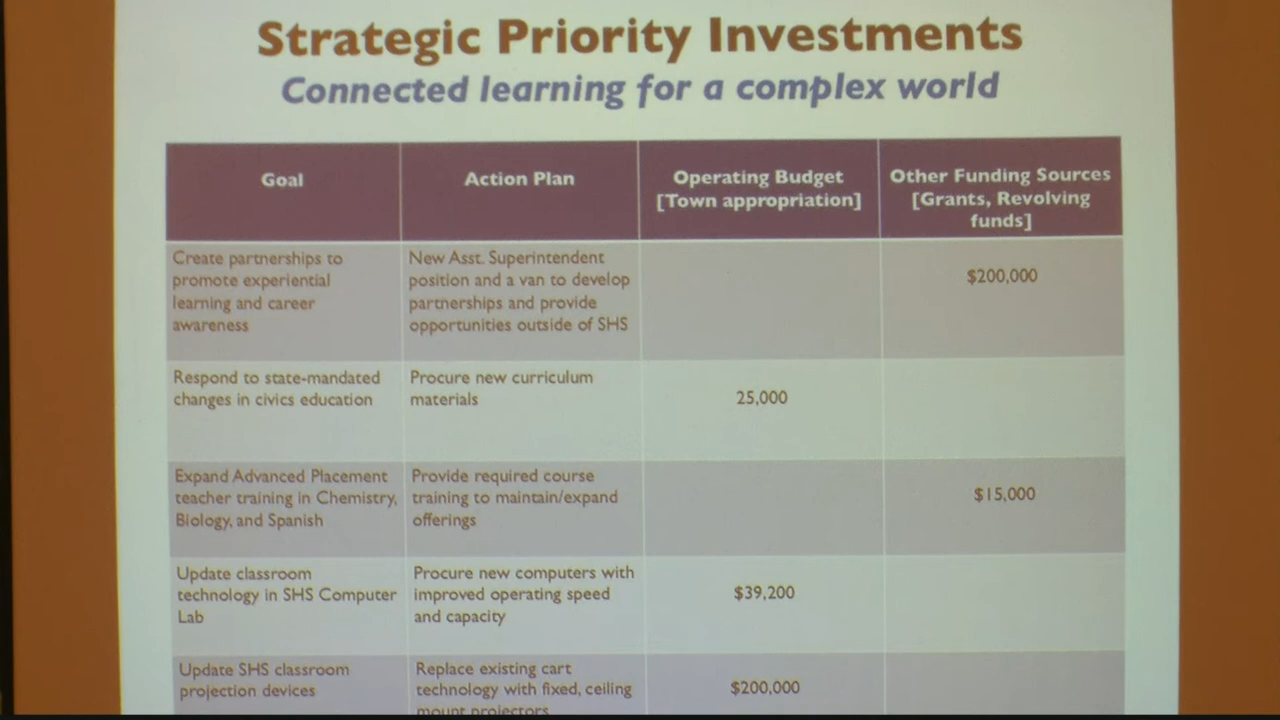 Strategic Priority Investments
Connected learning for a complex world
Goal
Action Plan
Operating Budget
[Town appropriation]
Other Funding Sources
[Grants, Revolving
funds]
Create partnerships to
promote experiential
learning and career
awareness
New Asst. Superintendent
position and a van to develop
partnerships and provide
opportunities outside of SHS
$200,000
Respond to state-mandated
changes in civics education
Procure new curriculum
materials
25,000
Expand Advanced Placement
teacher training in Chemistry,
Biology, and Spanish
Provide required course
training to maintain/expand
offerings
$15,000
Update classroom
technology in SHS Computer
Lab
Procure new computers with
improved operating speed
and capacity
$39,200
Update SHS classroom
projection devices
Replace existing cart
technology with fixed, ceiling
mount projectors
$200,000